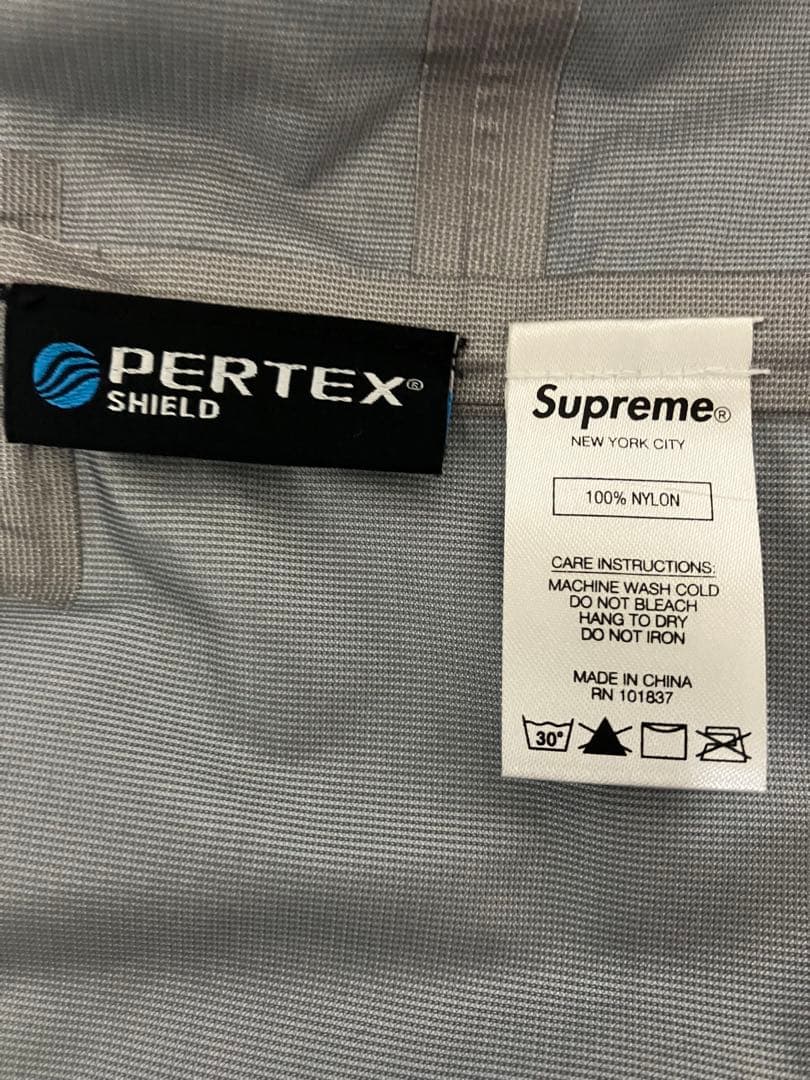 PERTEX®
SHIELD
Supreme®
NEW YORK CITY
100% NYLON
CARE INSTRUCTIONS:
MACHINE WASH COLD
DO NOT BLEACH
HANG TO DRY
DO NOT IRON
MADE IN CHINA
RN 101837
30°